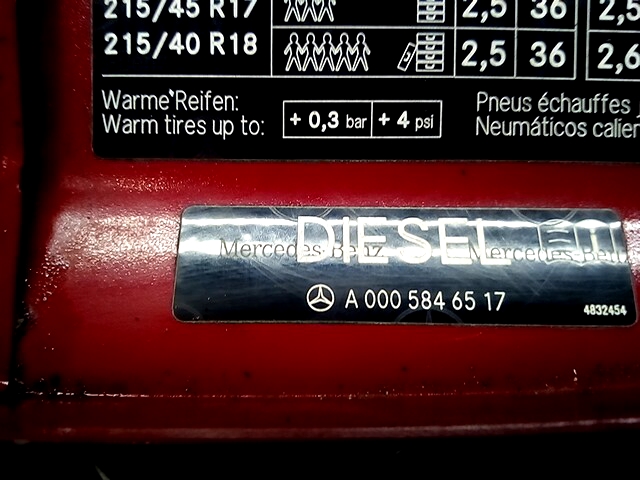 215/45 R17 2,5 36 2,5
215/40 R18 2,5 36 2,6
Warme Reifen: Pneus échauffes
Warm tires up to: + 0,3 bar + 4 psi Neumáticos calien
DIESEL
Mercedes-Benz Mercedes-Benz
A 000 584 65 17 4832454